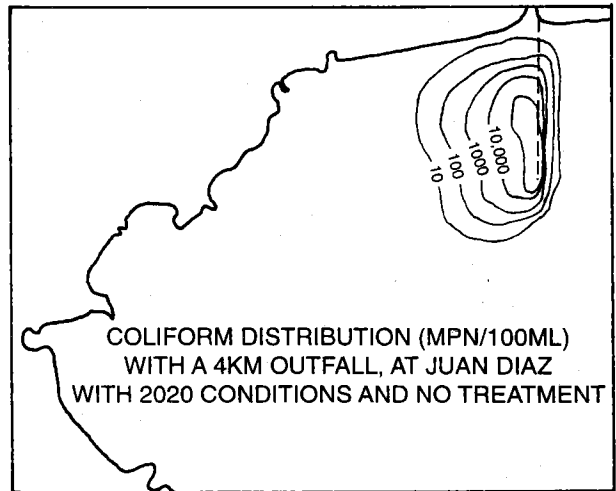 10,000
1000
100
10
COLIFORM DISTRIBUTION (MPN/100ML)
WITH A 4KM OUTFALL, AT JUAN DIAZ
WITH 2020 CONDITIONS AND NO TREATMENT